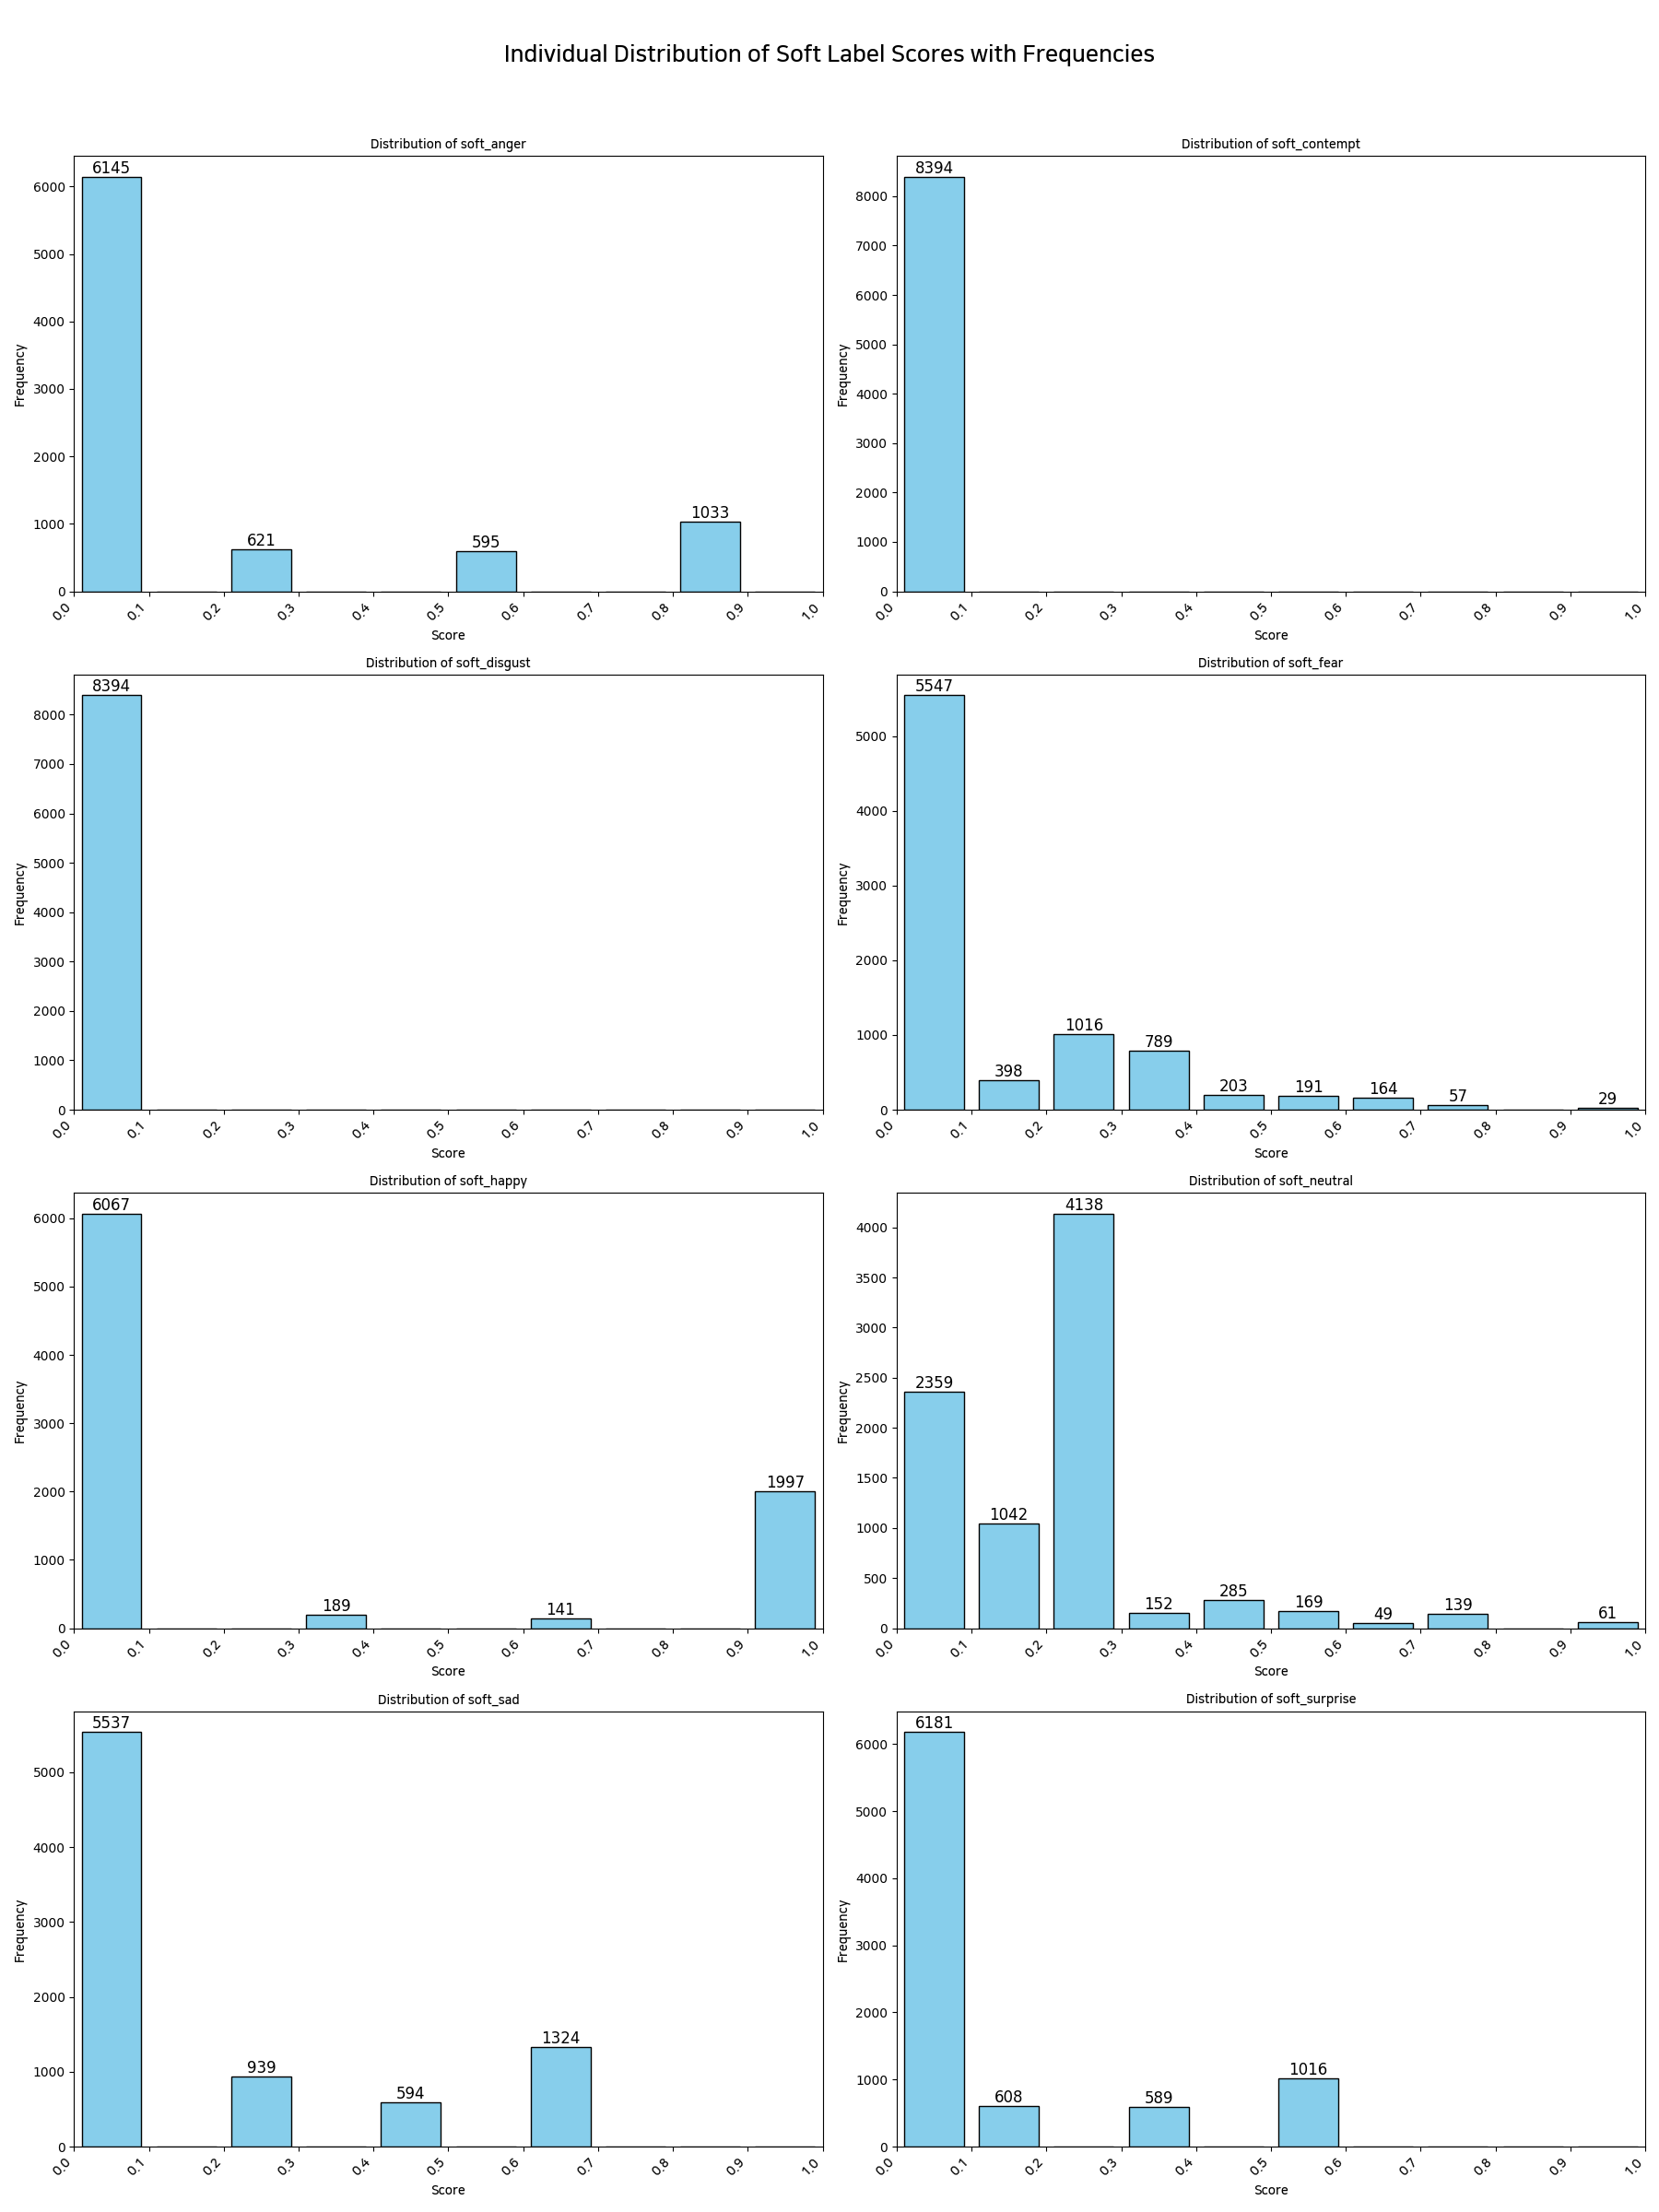 Individual Distribution of Soft Label Scores with Frequencies
Distribution of soft_anger
6145
621
595
1033
6000
5000
4000
3000
2000
1000
0
Frequency
0.0 0.1 0.2 0.3 0.4 0.5 0.6 0.7 0.8 0.9 1.0
Score
Distribution of soft_contempt
8394
8000
7000
6000
5000
4000
3000
2000
1000
0
Frequency
0.0 0.1 0.2 0.3 0.4 0.5 0.6 0.7 0.8 0.9 1.0
Score
Distribution of soft_disgust
8394
8000
7000
6000
5000
4000
3000
2000
1000
0
Frequency
0.0 0.1 0.2 0.3 0.4 0.5 0.6 0.7 0.8 0.9 1.0
Score
Distribution of soft_fear
5547
398
1016
789
203
191
164
57
29
5000
4000
3000
2000
1000
0
Frequency
0.0 0.1 0.2 0.3 0.4 0.5 0.6 0.7 0.8 0.9 1.0
Score
Distribution of soft_happy
6067
189
141
1997
6000
5000
4000
3000
2000
1000
0
Frequency
0.0 0.1 0.2 0.3 0.4 0.5 0.6 0.7 0.8 0.9 1.0
Score
Distribution of soft_neutral
2359
1042
4138
152
285
169
49
139
61
4000
3500
3000
2500
2000
1500
1000
500
0
Frequency
0.0 0.1 0.2 0.3 0.4 0.5 0.6 0.7 0.8 0.9 1.0
Score
Distribution of soft_sad
5537
939
594
1324
5000
4000
3000
2000
1000
0
Frequency
0.0 0.1 0.2 0.3 0.4 0.5 0.6 0.7 0.8 0.9 1.0
Score
Distribution of soft_surprise
6181
608
589
1016
6000
5000
4000
3000
2000
1000
0
Frequency
0.0 0.1 0.2 0.3 0.4 0.5 0.6 0.7 0.8 0.9 1.0
Score